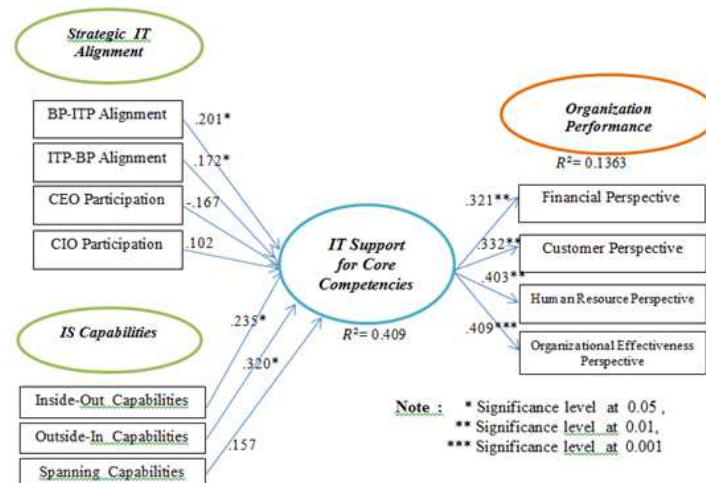 Strategic IT
Alignment
BP-ITP Alignment
.201*
ITP-BP Alignment
.172*
CEO Participation
-.167
CIO Participation
.102
IT Support
for Core
Competencies
R²= 0.409
IS Capabilities
.235*
.320*
.157
Inside-Out Capabilities
Outside-In Capabilities
Spanning Capabilities
Organization
Performance
R²= 0.1363
.321**
Financial Perspective
.332**
Customer Perspective
.403**
Human Resource Perspective
.409***
Organizational Effectiveness
Perspective
Note : * Significance level at 0.05 ,
** Significance level at 0.01,
*** Significance level at 0.001